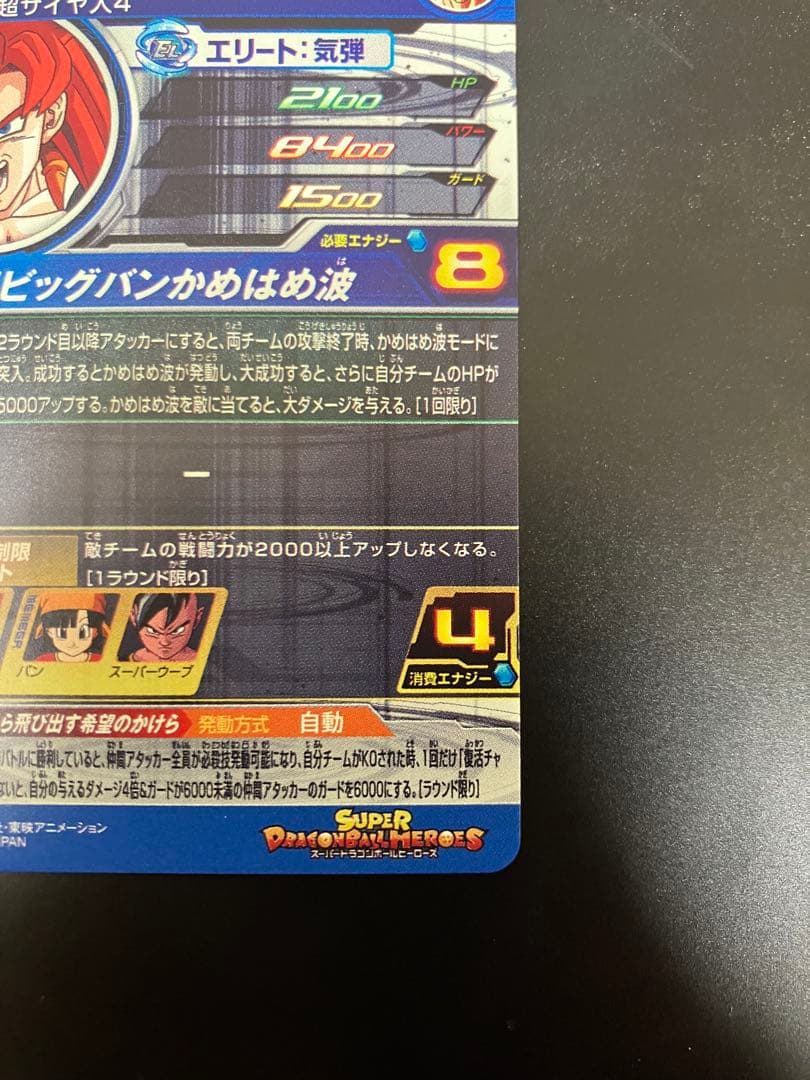 超サイヤ人4
EL エリート:気弾
HP
2100
パワー
8400
ガード
1500
必要エナジー
8
ビッグバンかめはめ波
2ラウンド目以降アタッカーにすると、両チームの攻撃終了時、かめはめ波モードに
突入。成功するとかめはめ波が発動し、大成功すると、さらに自分チームのHPが
5000アップする。かめはめ波を敵に当てると、大ダメージを与える。[1回限り]
−
制限
ト
敵チームの戦闘力が2000以上アップしなくなる。
[1ラウンド限り]
MEMBER
パン
スーパーウーブ
4
消費エナジー
ら飛び出す希望のかけら 発動方式 自動
バトルに勝利していると、仲間アタッカー全員が必殺技発動可能になり、自分チームがKOされた時、1回だけ「復活チャ
ないと、自分の与えるダメージ4倍&ガードが6000未満の仲間アタッカーのガードを6000にする。[ラウンド限り]
・東映アニメーション
JAPAN
SUPER
DRAGONBALL HEROES
スーパードラゴンボールヒーローズ